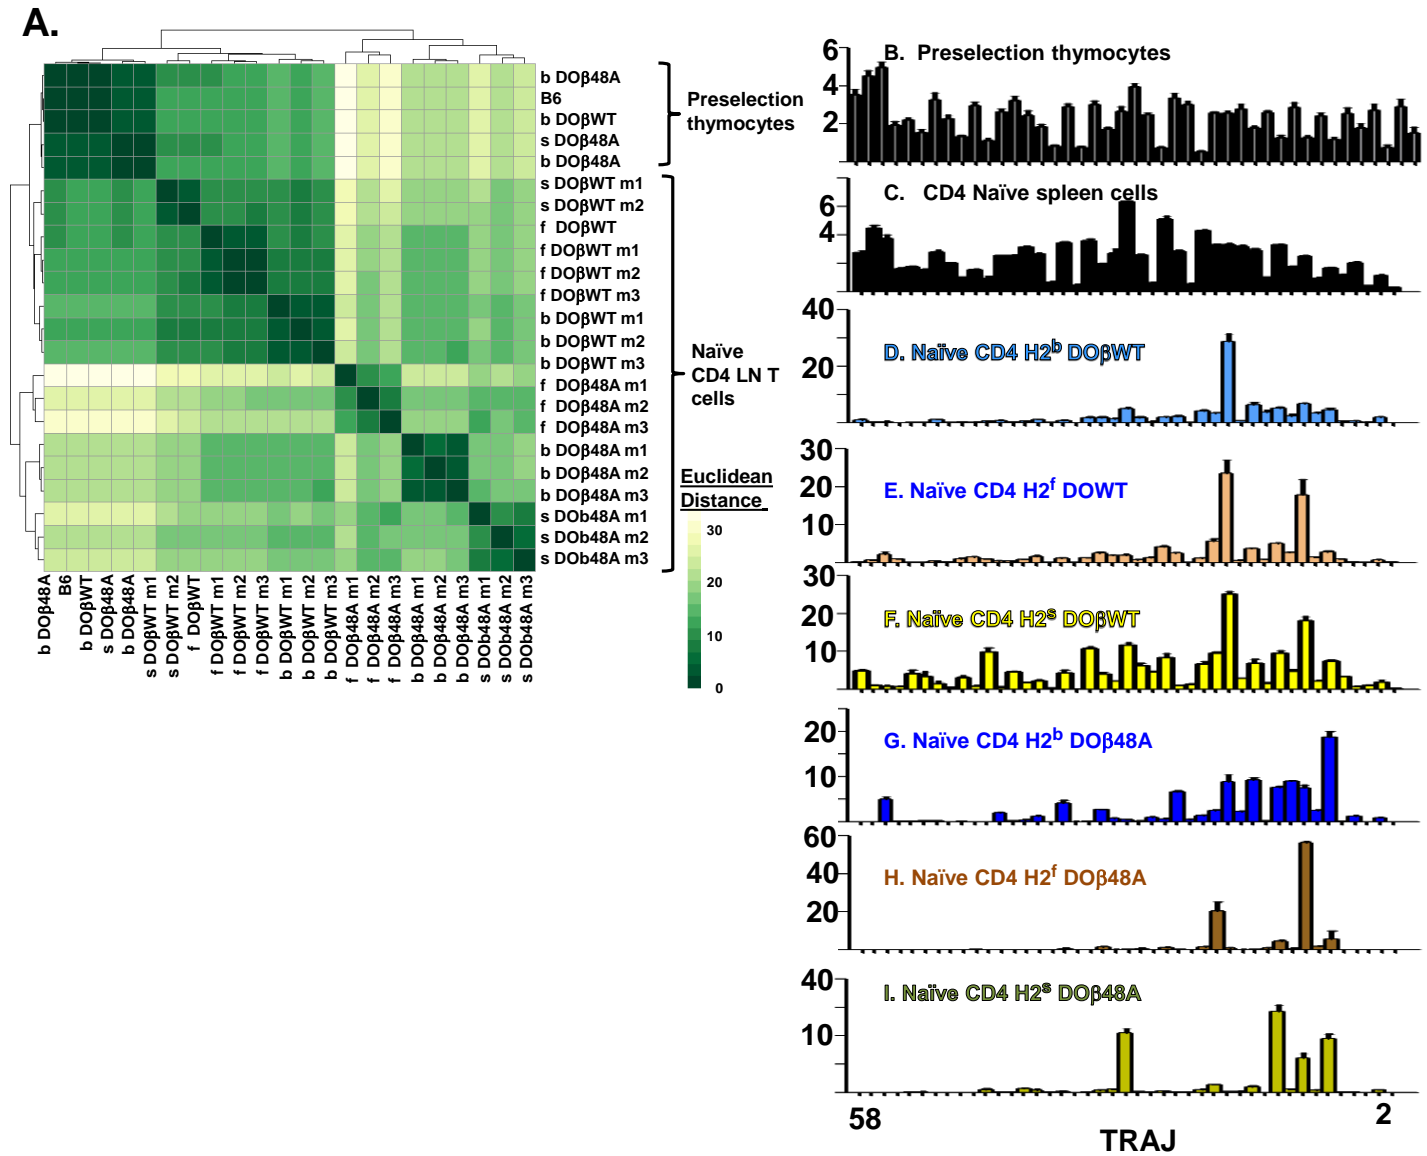 A.
b DOβ48A
B6
b DOβWT
s DOβ48A
b DOβ48A
s DOβWT m1
s DOβWT m2
f DOβWT
f DOβWT m1
f DOβWT m2
f DOβWT m3
b DOβWT m1
b DOβWT m2
b DOβWT m3
f DOβ48A m1
f DOβ48A m2
f DOβ48A m3
b DOβ48A m1
b DOβ48A m2
b DOβ48A m3
s DOb48A m1
s DOb48A m2
s DOb48A m3
Preselection
thymocytes
Naïve
CD4 LN T
cells
Euclidean
Distance
30
20
10
0
b DOβ48A
B6
b DOβWT
s DOβ48A
b DOβ48A
s DOβWT m1
s DOβWT m2
f DOβWT
f DOβWT m1
f DOβWT m2
f DOβWT m3
b DOβWT m1
b DOβWT m2
b DOβWT m3
f DOβ48A m1
f DOβ48A m2
f DOβ48A m3
b DOβ48A m1
b DOβ48A m2
b DOβ48A m3
s DOb48A m1
s DOb48A m2
s DOb48A m3
B. Preselection thymocytes
6
4
2
C. CD4 Naïve spleen cells
6
4
D. Naïve CD4 H2b DOβWT
40
20
E. Naïve CD4 H2f DOWT
30
20
10
F. Naïve CD4 H2s DOβWT
30
20
10
G. Naïve CD4 H2b DOβ48A
20
10
H. Naïve CD4 H2f DOβ48A
60
40
20
I. Naïve CD4 H2s DOβ48A
40
10
58
2
TRAJ